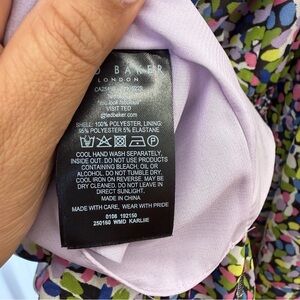 BAKER
LONDON
VISIT TED
@tedbaker.com
SHELL: 100% POLYESTER, LINING:
95% POLYESTER 5% ELASTANE
COOL HAND WASH SEPARATELY,
INSIDE OUT. DO NOT USE PRODUCTS
CONTAINING BLEACH, OIL OR
ALCOHOL. DO NOT TUMBLE DRY.
COOL IRON ON REVERSE. MAY BE
DRY CLEANED. DO NOT LEAVE IN
DIRECT SUNLIGHT.
MADE IN CHINA
MADE WITH CARE, WEAR WITH PRIDE
0106 192150
250160 WMD KARLIIE